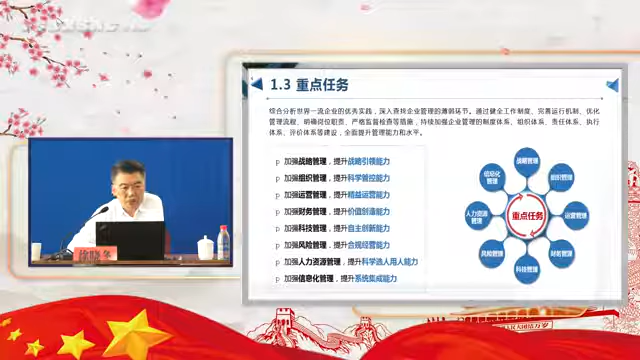 1.3 重点任务
综合分析世界一流企业的优秀实践，深入查找企业管理的薄弱环节。通过健全工作制度、完善运行机制、优化
管理流程、明确岗位职责、严格监督检查等措施，持续加强企业管理的制度体系、组织体系、责任体系、执行
体系、评价体系等建设，全面提升管理能力和水平。
p 加强战略管理，提升战略引领能力
p 加强组织管理，提升科学管控能力
p 加强运营管理，提升精益运营能力
p 加强财务管理，提升价值创造能力
p 加强科技管理，提升自主创新能力
p 加强风险管理，提升合规经营能力
p 加强人力资源管理，提升科学选人用人能力
p 加强信息化管理，提升系统集成能力
战略管理
组织管理
运营管理
财务管理
科技管理
风险管理
人力资源
管理
信息化
管理
重点任务